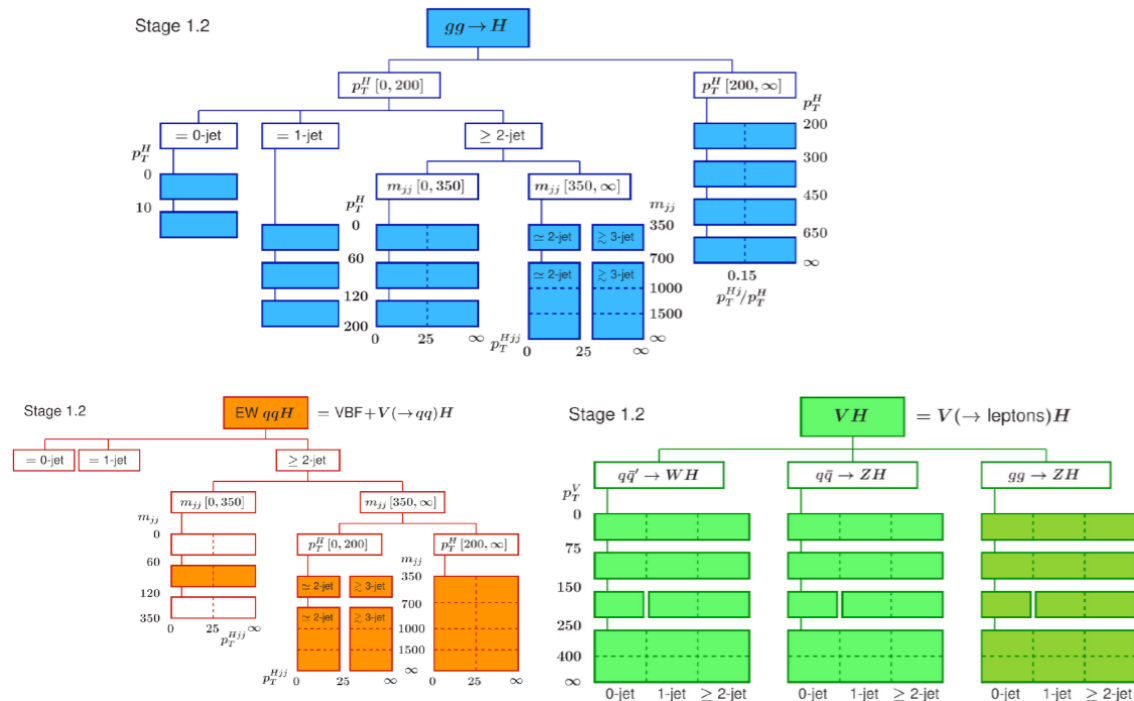 Stage 1.2
gg → H
p_T^H [0, 200]
p_T^H [200, ∞]
= 0-jet
= 1-jet
≥ 2-jet
p_T^H
0
10
m_jj [0, 350]
m_jj [350, ∞]
p_T^H
0
60
120
200
0 25 ∞
≃ 2-jet ≳ 3-jet
≃ 2-jet ≳ 3-jet
m_jj
350
700
1000
1500
∞
p_T^Hjj 0 25 ∞
p_T^H
200
300
450
650
∞
0.15
p_T^Hj/p_T^H
Stage 1.2
EW qqH = VBF+V(→ qq)H
= 0-jet
= 1-jet
≥ 2-jet
m_jj [0, 350]
m_jj [350, ∞]
m_jj
0
60
120
350
0 25 ∞
p_T^Hjj
p_T^H [0, 200]
p_T^H [200, ∞]
≃ 2-jet ≳ 3-jet
≃ 2-jet ≳ 3-jet
m_jj
350
700
1000
1500
∞
p_T^Hjj 0 25 ∞
0 25 ∞
Stage 1.2
VH = V(→ leptons)H
qq̄′ → WH
qq̄ → ZH
gg → ZH
p_T^V
0
75
150
250
400
∞
0-jet 1-jet ≥ 2-jet
0-jet 1-jet ≥ 2-jet
0-jet 1-jet ≥ 2-jet